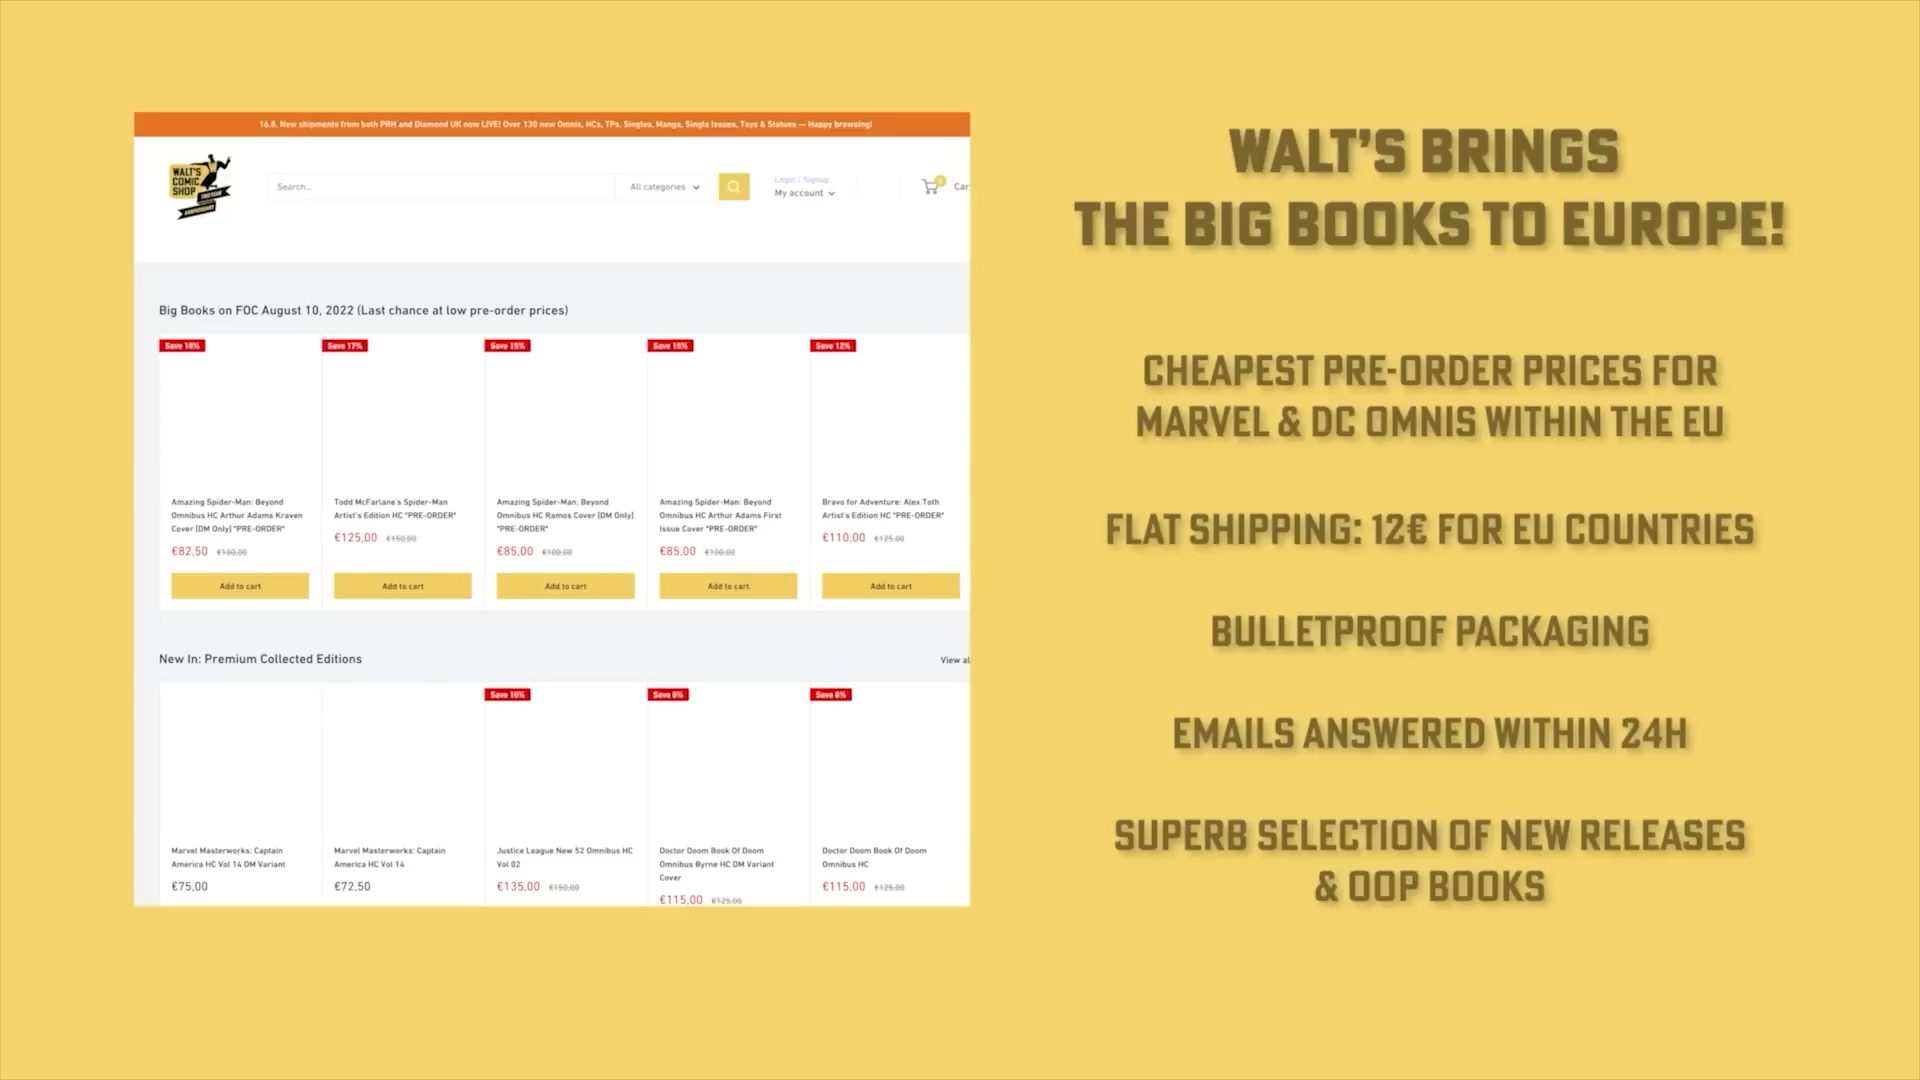 16.8. New shipments from both PRH and Diamond UK now LIVE! Over 130 new Omnis, HCs, TPs, Singles, Manga, Single Issues, Toys & Statues — Happy browsing!
WALT'S
COMIC
SHOP
ANNIVERSARY
Search...
All categories
Login / Signup
My account
Car
Big Books on FOC August 10, 2022 (Last chance at low pre-order prices)
Save 18%
Amazing Spider-Man: Beyond
Omnibus HC Arthur Adams Kraven
Cover [DM Only] *PRE-ORDER*
€82,50 €100,00
Add to cart
Save 17%
Todd McFarlane's Spider-Man
Artist's Edition HC *PRE-ORDER*
€125,00 €150,00
Add to cart
Save 15%
Amazing Spider-Man: Beyond
Omnibus HC Ramos Cover [DM Only]
*PRE-ORDER*
€85,00 €100,00
Add to cart
Save 15%
Amazing Spider-Man: Beyond
Omnibus HC Arthur Adams First
Issue Cover *PRE-ORDER*
€85,00 €100,00
Add to cart
Save 12%
Bravo for Adventure: Alex Toth
Artist's Edition HC *PRE-ORDER*
€110,00 €125,00
Add to cart
New In: Premium Collected Editions
View al
Marvel Masterworks: Captain
America HC Vol 14 DM Variant
€75,00
Marvel Masterworks: Captain
America HC Vol 14
€72,50
Save 10%
Justice League New 52 Omnibus HC
Vol 02
€135,00 €150,00
Save 8%
Doctor Doom Book Of Doom
Omnibus Byrne HC DM Variant
Cover
€115,00 €125,00
Save 8%
Doctor Doom Book Of Doom
Omnibus HC
€115,00 €125,00
WALT'S BRINGS
THE BIG BOOKS TO EUROPE!
CHEAPEST PRE-ORDER PRICES FOR
MARVEL & DC OMNIS WITHIN THE EU
FLAT SHIPPING: 12€ FOR EU COUNTRIES
BULLETPROOF PACKAGING
EMAILS ANSWERED WITHIN 24H
SUPERB SELECTION OF NEW RELEASES
& OOP BOOKS